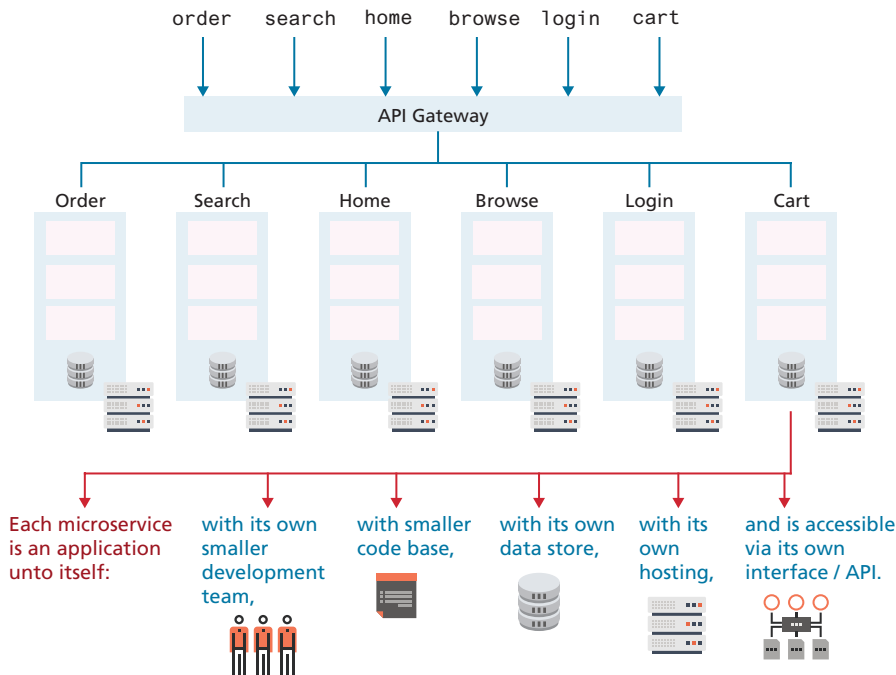 order search home browse login cart
API Gateway
Order Search Home Browse Login Cart
Each microservice
is an application
unto itself:
with its own
smaller
development
team,
with smaller
code base,
with its own
data store,
with its
own
hosting,
and is accessible
via its own
interface / API.